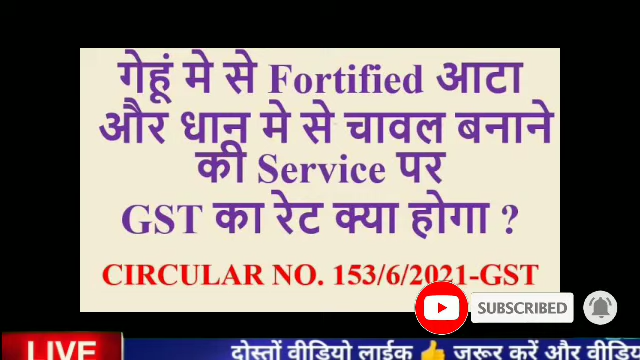 गेहूं मे से Fortified आटा
और धान मे से चावल बनाने
की Service पर
GST का रेट क्या होगा ?
CIRCULAR NO. 153/6/2021-GST
SUBSCRIBED
LIVE
दोस्तों वीडियो लाईक 👍 जरूर करें और वीडियो